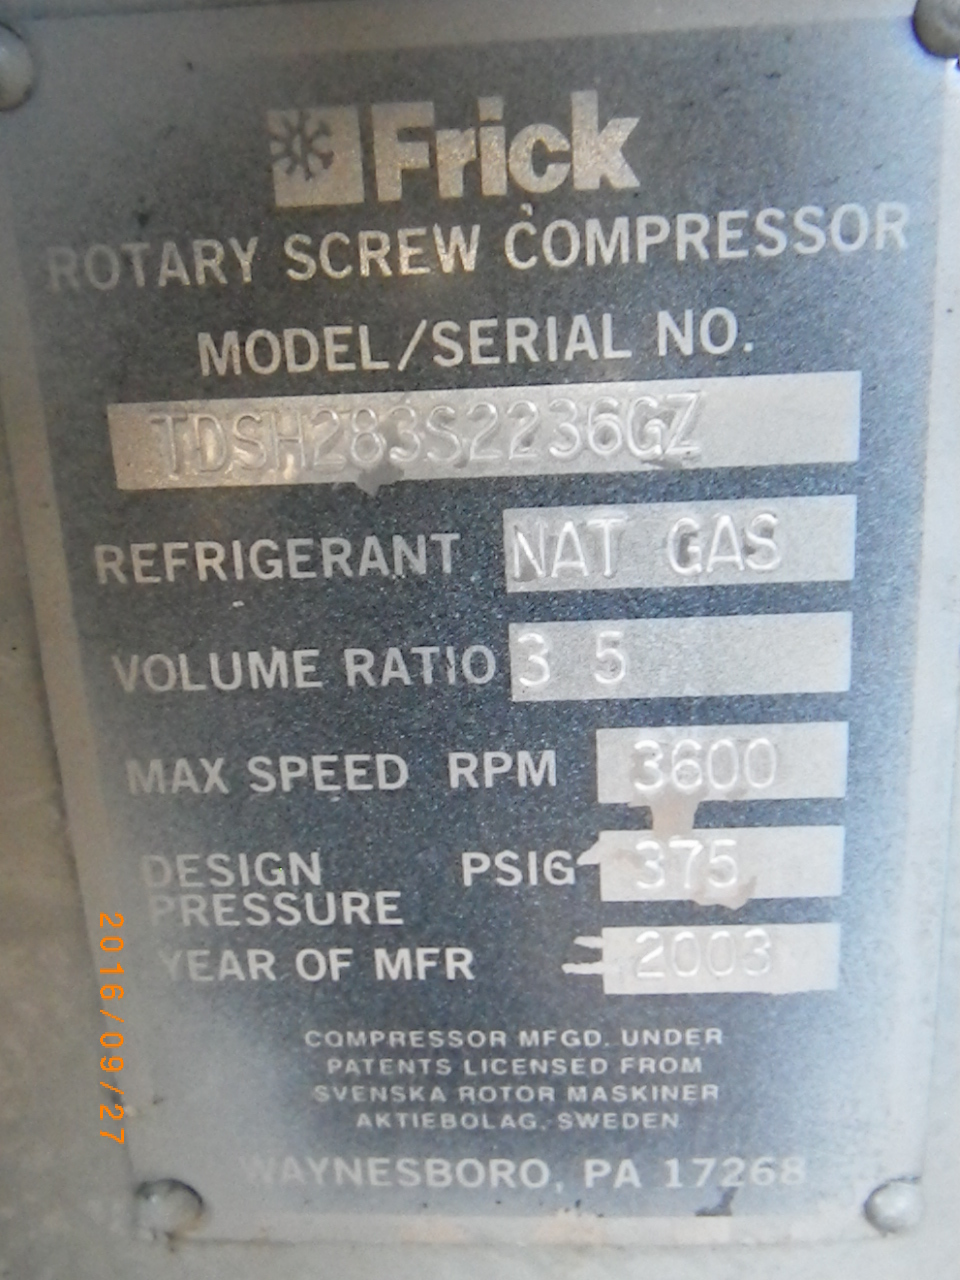 Frick
ROTARY SCREW COMPRESSOR
MODEL/SERIAL NO.
TDSH283S2236GZ
REFRIGERANT NAT GAS
VOLUME RATIO 3 5
MAX SPEED RPM 3600
DESIGN PRESSURE PSIG 375
YEAR OF MFR 2003
COMPRESSOR MFGD. UNDER
PATENTS LICENSED FROM
SVENSKA ROTOR MASKINER
AKTIEBOLAG, SWEDEN
WAYNESBORO, PA 17268
2016/09/27